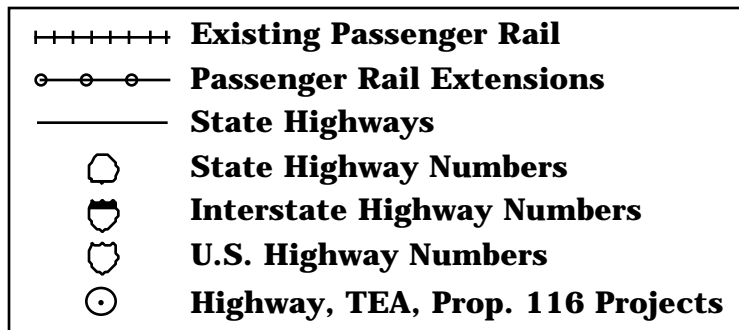 Existing Passenger Rail
Passenger Rail Extensions
State Highways
State Highway Numbers
Interstate Highway Numbers
U.S. Highway Numbers
Highway, TEA, Prop. 116 Projects